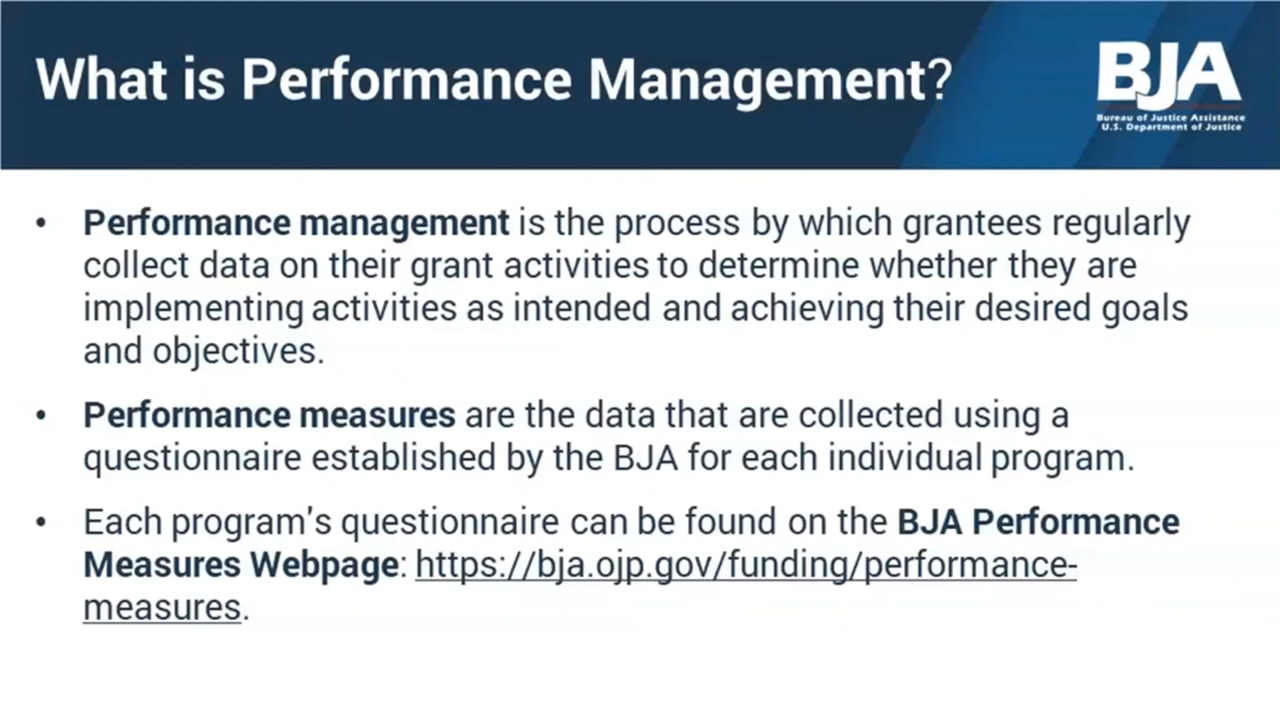 What is Performance Management?
BJA
Bureau of Justice Assistance
U.S. Department of Justice
• Performance management is the process by which grantees regularly
collect data on their grant activities to determine whether they are
implementing activities as intended and achieving their desired goals
and objectives.
• Performance measures are the data that are collected using a
questionnaire established by the BJA for each individual program.
• Each program's questionnaire can be found on the BJA Performance
Measures Webpage: https://bja.ojp.gov/funding/performance-
measures.